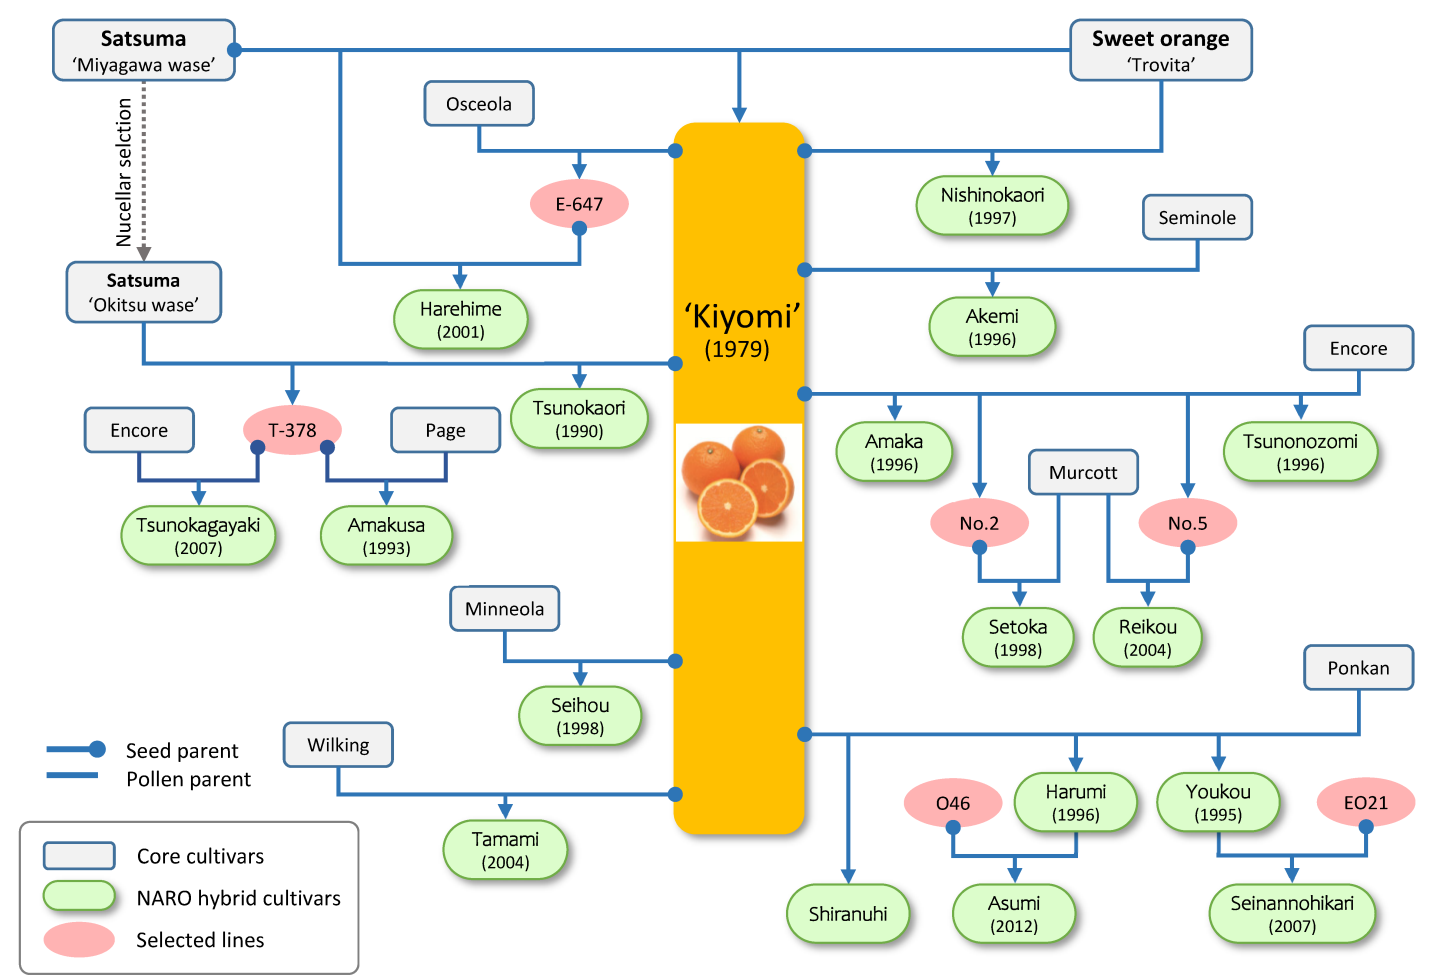 Satsuma
‘Miyagawa wase’
Sweet orange
‘Trovita’
Osceola
Nucellar selction
E-647
Nishinokaori
(1997)
Seminole
Satsuma
‘Okitsu wase’
Harehime
(2001)
‘Kiyomi’
(1979)
Akemi
(1996)
Encore
Encore
T-378
Page
Tsunokaori
(1990)
Amaka
(1996)
Murcott
Tsunonozomi
(1996)
Tsunokagayaki
(2007)
Amakusa
(1993)
No.2
No.5
Minneola
Setoka
(1998)
Reikou
(2004)
Ponkan
Seihou
(1998)
Wilking
Seed parent
Pollen parent
Tamami
(2004)
O46
Harumi
(1996)
Youkou
(1995)
EO21
Core cultivars
NARO hybrid cultivars
Selected lines
Shiranuhi
Asumi
(2012)
Seinannohikari
(2007)